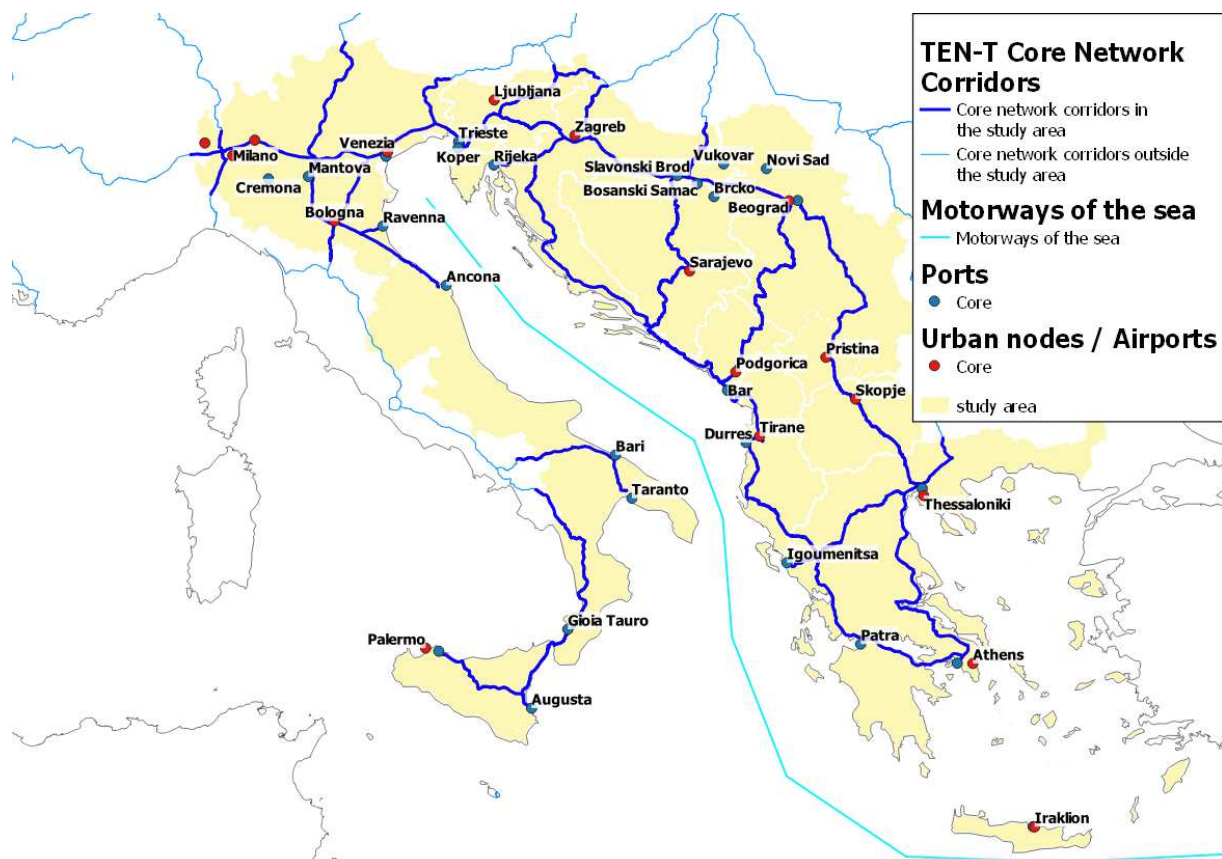 TEN-T Core Network
Corridors
Core network corridors in
the study area
Core network corridors outside
the study area
Motorways of the sea
Motorways of the sea
Ports
Core
Urban nodes / Airports
Core
study area
Ljubljana
Trieste
Zagreb
Venezia
Milano
Koper
Rijeka
Vukovar
Novi Sad
Mantova
Slavonski Brod
Cremona
Bosanski Samac
Brcko
Beograd
Bologna
Ravenna
Sarajevo
Ancona
Pristina
Podgorica
Bar
Skopje
Durres
Tirane
Bari
Taranto
Thessaloniki
Igoumenitsa
Gioia Tauro
Palermo
Patra
Athens
Augusta
Iraklion